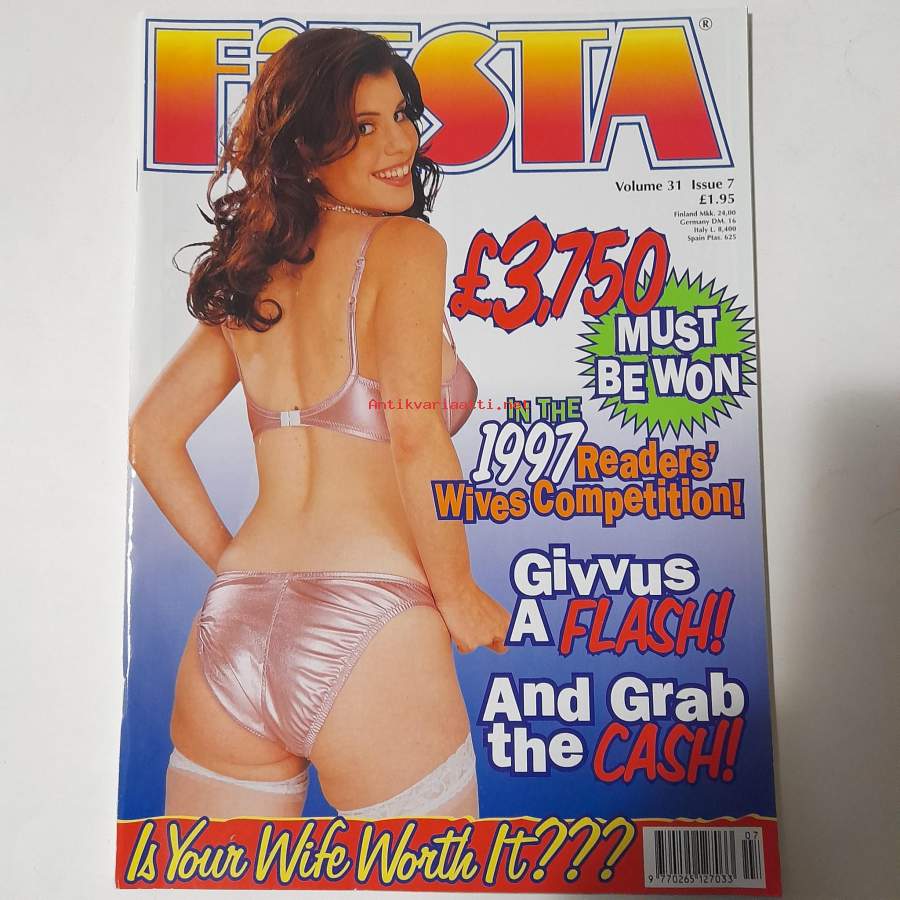 FIESTA®
Volume 31 Issue 7
£1.95
Finland Mkk. 24,00
Germany DM. 16
Italy L. 8,400
Spain Ptas. 625
£3,750
MUST
BE WON
Antikvariaatti.net
IN THE
1997 Readers'
Wives Competition!
Givvus
A FLASH!
And Grab
the CASH!
Is Your Wife Worth It???
07
9 770265 127033